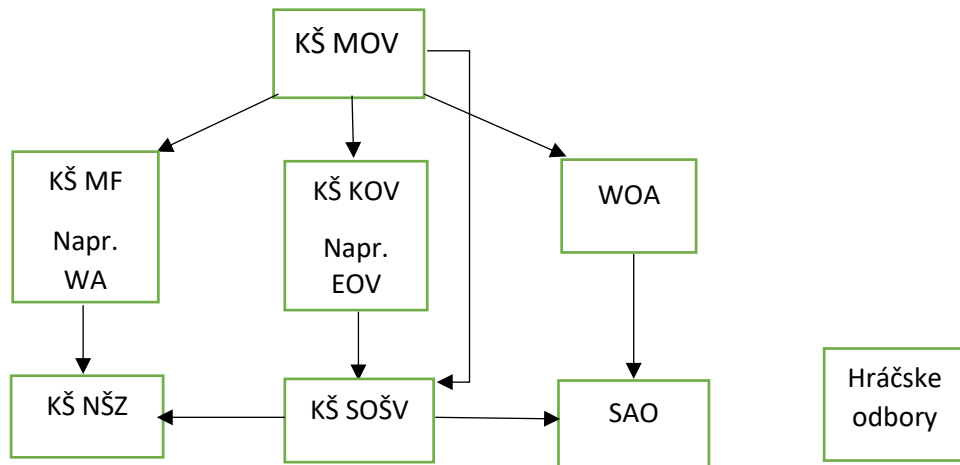 KŠ MOV
KŠ MF
Napr.
WA
KŠ KOV
Napr.
EOV
WOA
KŠ NŠZ
KŠ SOŠV
SAO
Hráčske
odbory